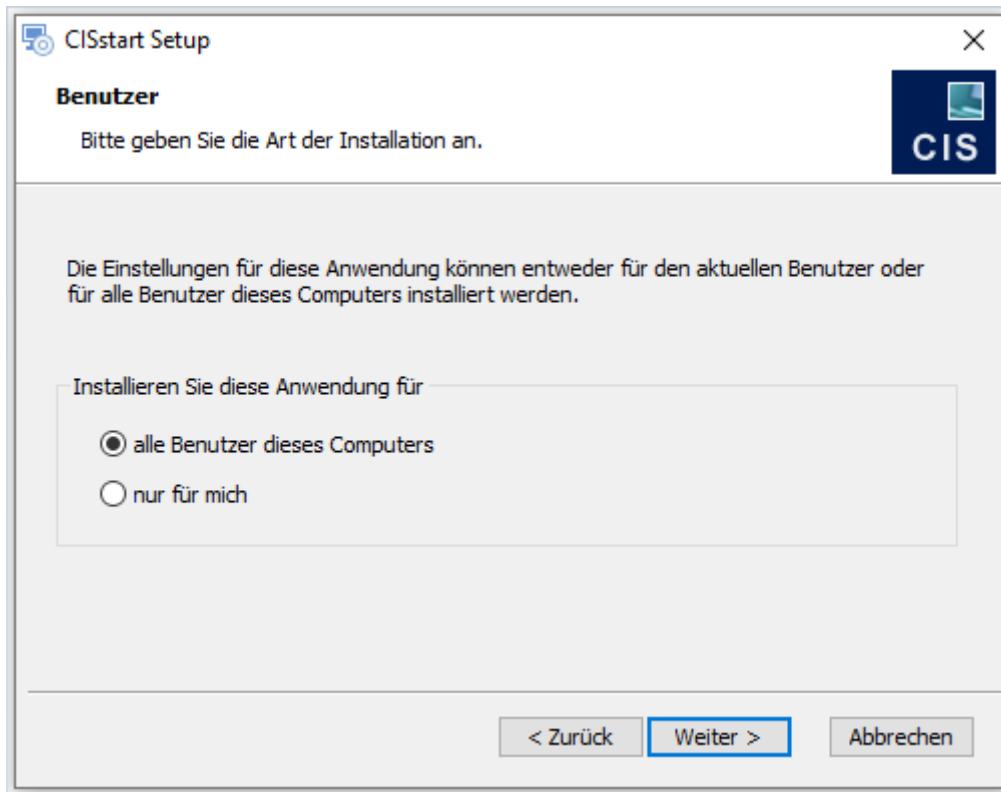 CISstart Setup
Benutzer
Bitte geben Sie die Art der Installation an.
CIS
Die Einstellungen für diese Anwendung können entweder für den aktuellen Benutzer oder
für alle Benutzer dieses Computers installiert werden.
Installieren Sie diese Anwendung für
alle Benutzer dieses Computers
nur für mich
< Zurück
Weiter >
Abbrechen